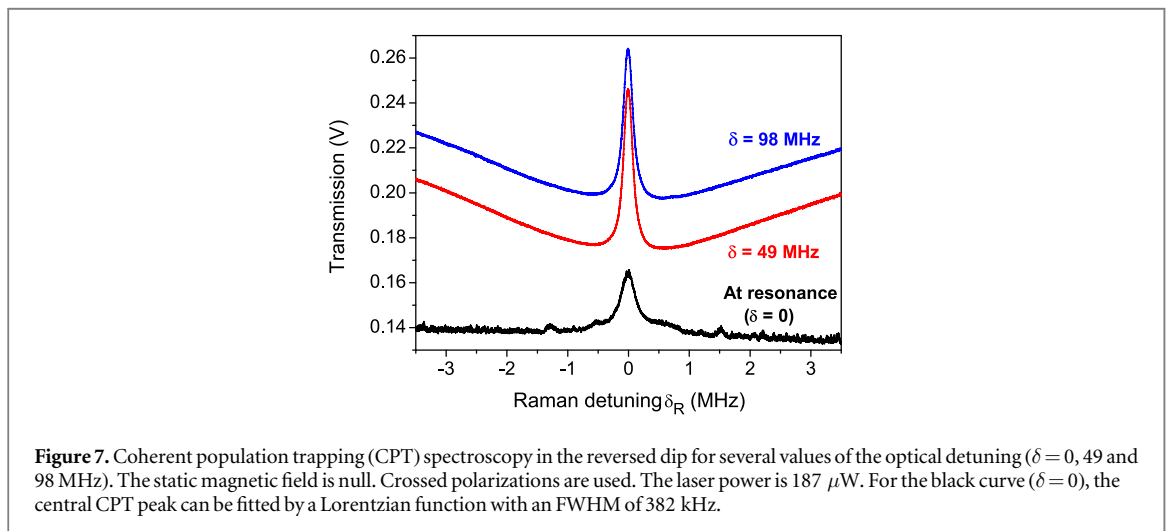 0.26
0.24
0.22
0.20
0.18
0.16
0.14
Transmission (V)
δ = 98 MHz
δ = 49 MHz
At resonance
(δ = 0)
-3 -2 -1 0 1 2 3
Raman detuning δR (MHz)
Figure 7. Coherent population trapping (CPT) spectroscopy in the reversed dip for several values of the optical detuning (δ = 0, 49 and
98 MHz). The static magnetic field is null. Crossed polarizations are used. The laser power is 187 μW. For the black curve (δ = 0), the
central CPT peak can be fitted by a Lorentzian function with an FWHM of 382 kHz.